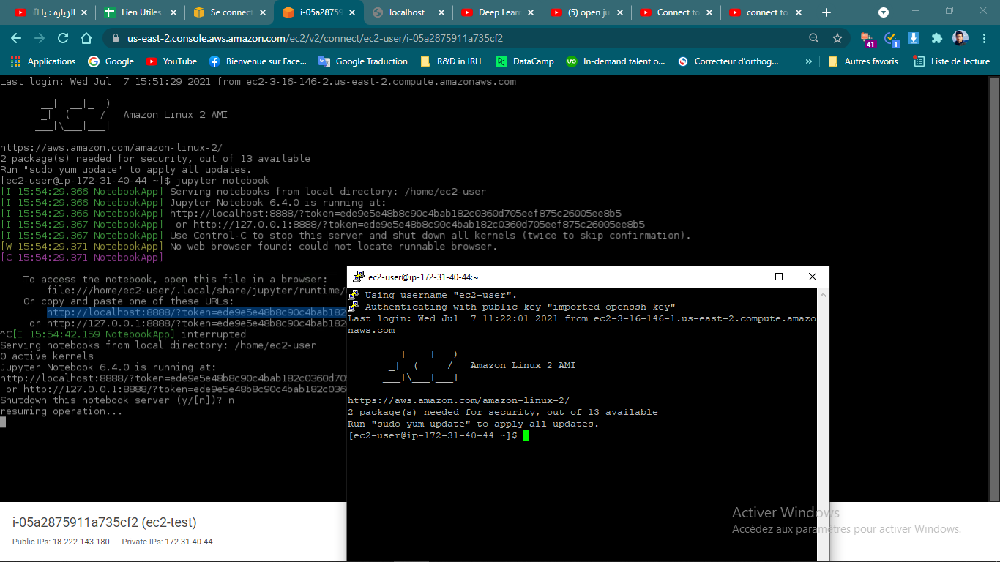 الزيارة : يا لـ
Lien Utiles
Se connect
i-05a28759
localhost
Deep Lear
(5) open ju
Connect to
connect to
us-east-2.console.aws.amazon.com/ec2/v2/connect/ec2-user/i-05a2875911a735cf2
41
1
Applications
Google
YouTube
Bienvenue sur Face...
Google Traduction
R&D in IRH
DataCamp
up In-demand talent o...
Correcteur d'orthog...
»
Autres favoris
Liste de lecture
Last login: Wed Jul  7 15:51:29 2021 from ec2-3-16-146-2.us-east-2.compute.amazonaws.com
__|  __|_  )
_|  (     /   Amazon Linux 2 AMI
___|\___|___|
https://aws.amazon.com/amazon-linux-2/
2 package(s) needed for security, out of 13 available
Run "sudo yum update" to apply all updates.
[ec2-user@ip-172-31-40-44 ~]$ jupyter notebook
[I 15:54:29.366 NotebookApp] Serving notebooks from local directory: /home/ec2-user
[I 15:54:29.366 NotebookApp] Jupyter Notebook 6.4.0 is running at:
[I 15:54:29.366 NotebookApp] http://localhost:8888/?token=ede9e5e48b8c90c4bab182c0360d705eef875c26005ee8b5
[I 15:54:29.367 NotebookApp]  or http://127.0.0.1:8888/?token=ede9e5e48b8c90c4bab182c0360d705eef875c26005ee8b5
[I 15:54:29.367 NotebookApp] Use Control-C to stop this server and shut down all kernels (twice to skip confirmation).
[W 15:54:29.371 NotebookApp] No web browser found: could not locate runnable browser.
[C 15:54:29.371 NotebookApp]
To access the notebook, open this file in a browser:
file:///home/ec2-user/.local/share/jupyter/runtime/
Or copy and paste one of these URLs:
http://localhost:8888/?token=ede9e5e48b8c90c4bab182
or http://127.0.0.1:8888/?token=ede9e5e48b8c90c4bab182
^C[I 15:54:42.159 NotebookApp] interrupted
Serving notebooks from local directory: /home/ec2-user
0 active kernels
Jupyter Notebook 6.4.0 is running at:
http://localhost:8888/?token=ede9e5e48b8c90c4bab182c0360d70
or http://127.0.0.1:8888/?token=ede9e5e48b8c90c4bab182c036
Shutdown this notebook server (y/[n])? n
resuming operation...
ec2-user@ip-172-31-40-44:~
Using username "ec2-user".
Authenticating with public key "imported-openssh-key"
Last login: Wed Jul  7 11:22:01 2021 from ec2-3-16-146-1.us-east-2.compute.amazo
naws.com
__|  __|_  )
_|  (     /   Amazon Linux 2 AMI
___|\___|___|
https://aws.amazon.com/amazon-linux-2/
2 package(s) needed for security, out of 13 available
Run "sudo yum update" to apply all updates.
[ec2-user@ip-172-31-40-44 ~]$
i-05a2875911a735cf2 (ec2-test)
Public IPs: 18.222.143.180
Private IPs: 172.31.40.44
Activer Windows
Accédez aux paramètres pour activer Windows.